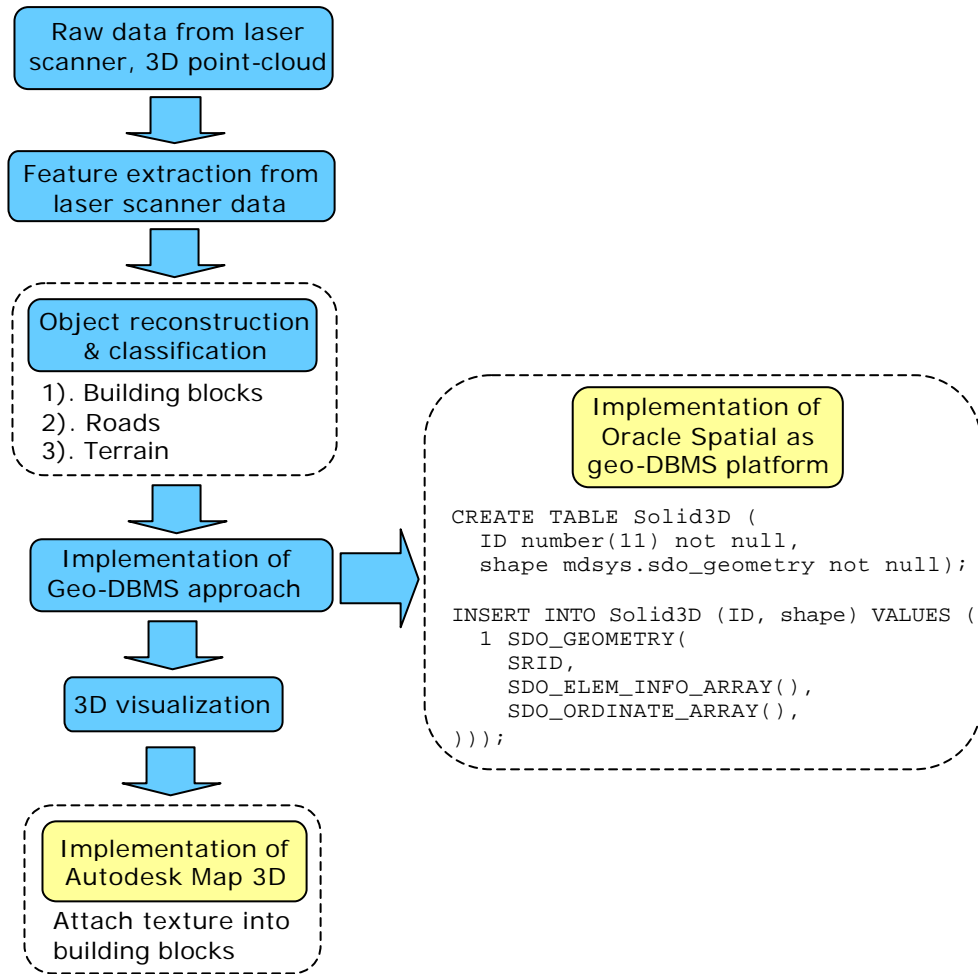 Raw data from laser
scanner, 3D point-cloud
Feature extraction from
laser scanner data
Object reconstruction
& classification
1). Building blocks
2). Roads
3). Terrain
Implementation of
Geo-DBMS approach
3D visualization
Implementation of
Autodesk Map 3D
Attach texture into
building blocks
Implementation of
Oracle Spatial as
geo-DBMS platform
CREATE TABLE Solid3D (
  ID number(11) not null,
  shape mdsys.sdo_geometry not null);
INSERT INTO Solid3D (ID, shape) VALUES (
  1 SDO_GEOMETRY(
    SRID,
    SDO_ELEM_INFO_ARRAY(),
    SDO_ORDINATE_ARRAY(),
)));